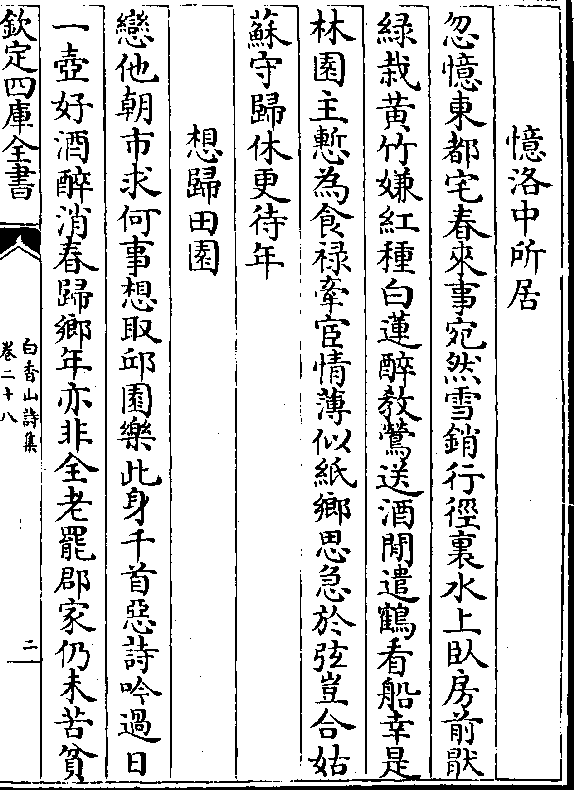 憶洛中所居
忽憶東都宅春來事宛然雪銷行徑裏水上臥房前猒
綠栽黃竹嫌紅種白蓮醉教鶯送酒閒遣鶴看船幸是
林園主慙為食禄牽宦情薄似紙鄉思急於弦豈合姑
蘇守歸休更待年
想歸田園
戀他朝市求何事想取邱園樂此身千首惡詩吟過日
一壺好酒醉消春歸鄉年亦非全老罷郡家仍未苦貧
欽定四庫全書
白香山詩集
卷二十八
二